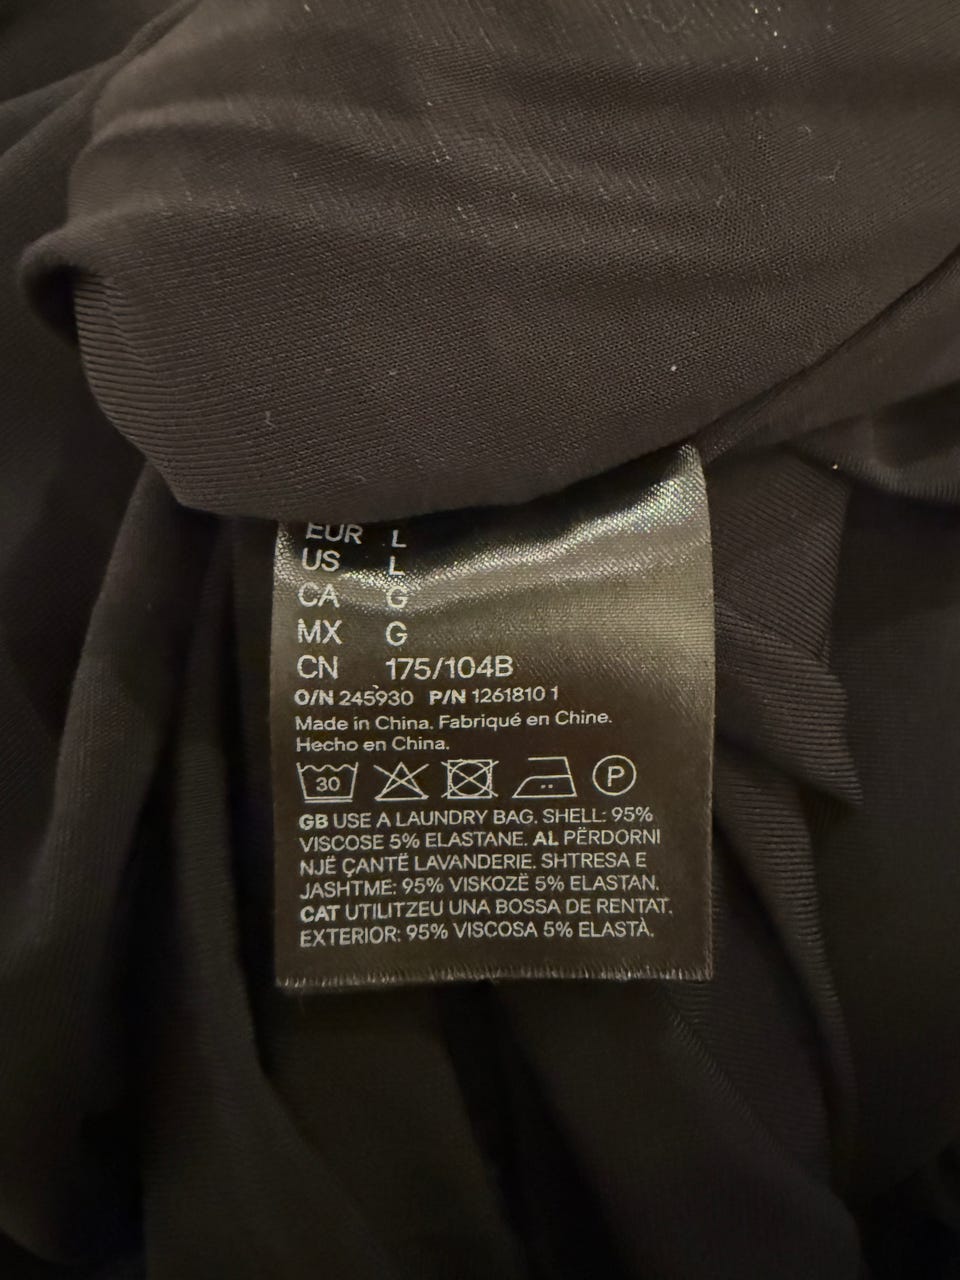 EUR L
US L
CA G
MX G
CN 175/104B
O/N 245930 P/N 1261810 1
Made in China. Fabriqué en Chine.
Hecho en China.
30 P
GB USE A LAUNDRY BAG. SHELL: 95%
VISCOSE 5% ELASTANE. AL PËRDORNI
NJË ÇANTË LAVANDERIE. SHTRESA E
JASHTME: 95% VISKOZË 5% ELASTAN.
CAT UTILITZEU UNA BOSSA DE RENTAT.
EXTERIOR: 95% VISCOSA 5% ELASTÀ.